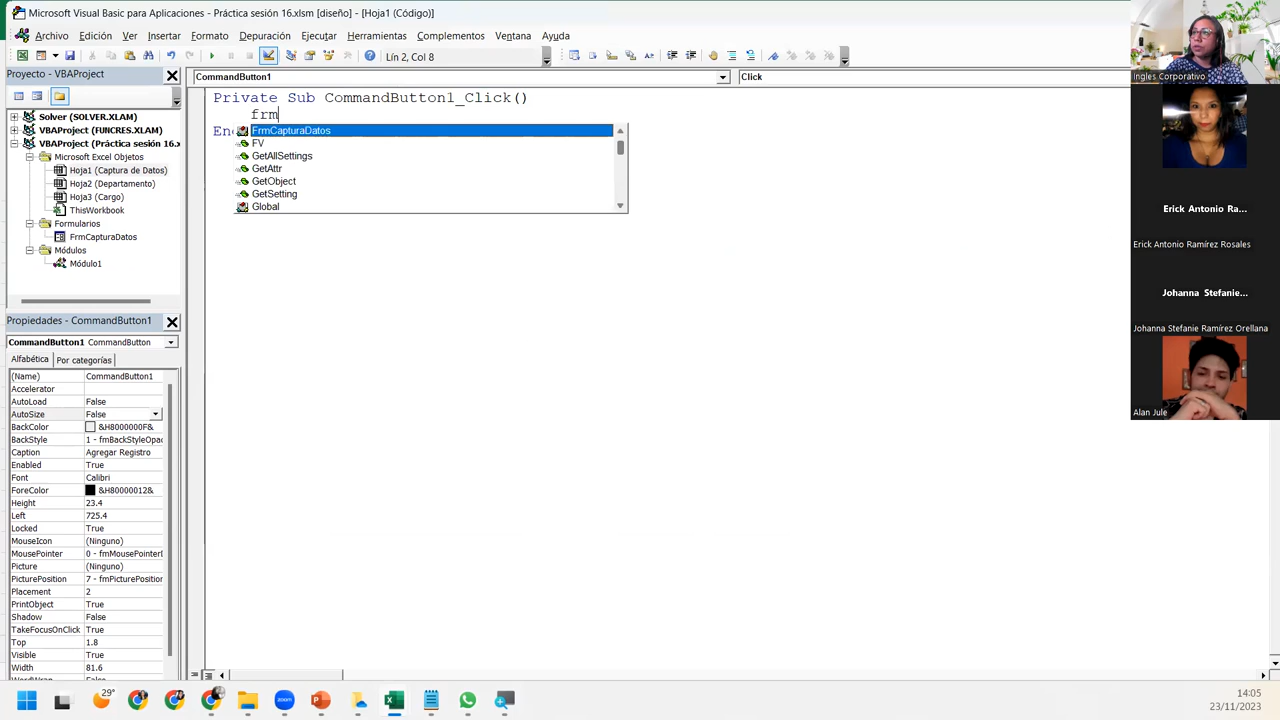 Microsoft Visual Basic para Aplicaciones - Práctica sesión 16.xlsm [diseño] - [Hoja1 (Código)]
Archivo Edición Ver Insertar Formato Depuración Ejecutar Herramientas Complementos Ventana Ayuda
Lín 2, Col 8
Proyecto - VBAProject
Solver (SOLVER.XLAM)
VBAProject (FUNCRES.XLAM)
VBAProject (Práctica sesión 16.x
Microsoft Excel Objetos
Hoja1 (Captura de Datos)
Hoja2 (Departamento)
Hoja3 (Cargo)
ThisWorkbook
Formularios
FrmCapturaDatos
Módulos
Módulo1
Propiedades - CommandButton1
CommandButton1 CommandButton
Alfabética Por categorías
(Name) CommandButton1
Accelerator
AutoLoad False
AutoSize False
BackColor &H8000000F&
BackStyle 1 - fmBackStyleOpac
Caption Agregar Registro
Enabled True
Font Calibri
ForeColor &H80000012&
Height 23.4
Left 725.4
Locked True
MouseIcon (Ninguno)
MousePointer 0 - fmMousePointerD
Picture (Ninguno)
PicturePosition 7 - fmPicturePosition
Placement 2
PrintObject True
Shadow False
TakeFocusOnClick True
Top 1.8
Visible True
Width 81.6
CommandButton1 Click
Private Sub CommandButton1_Click()
frm
En
FrmCapturaDatos
FV
GetAllSettings
GetAttr
GetObject
GetSetting
Global
Ingles Corporativo
Erick Antonio Ra...
Erick Antonio Ramírez Rosales
Johanna Stefanie...
Johanna Stefanie Ramírez Orellana
Alan Jule
29°
zoom
14:05
23/11/2023